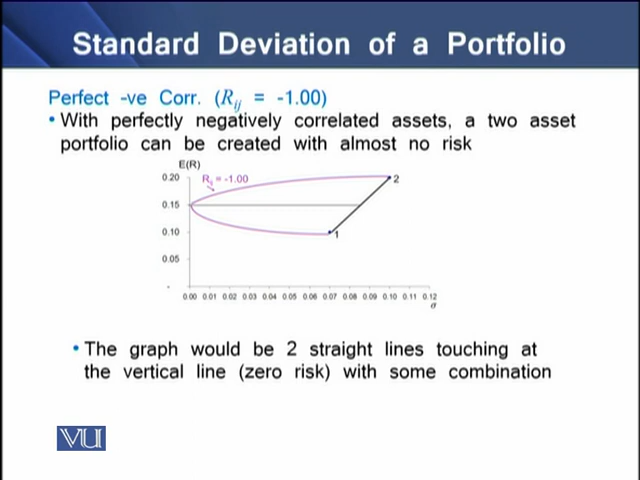 Standard Deviation of a Portfolio
Perfect -ve Corr. (Rij = -1.00)
• With perfectly negatively correlated assets, a two asset
portfolio can be created with almost no risk
E(R)
0.20
Rij = -1.00
2
0.15
0.10
1
0.05
-
0.00 0.01 0.02 0.03 0.04 0.05 0.06 0.07 0.08 0.09 0.10 0.11 0.12
σ
• The graph would be 2 straight lines touching at
the vertical line (zero risk) with some combination
VU